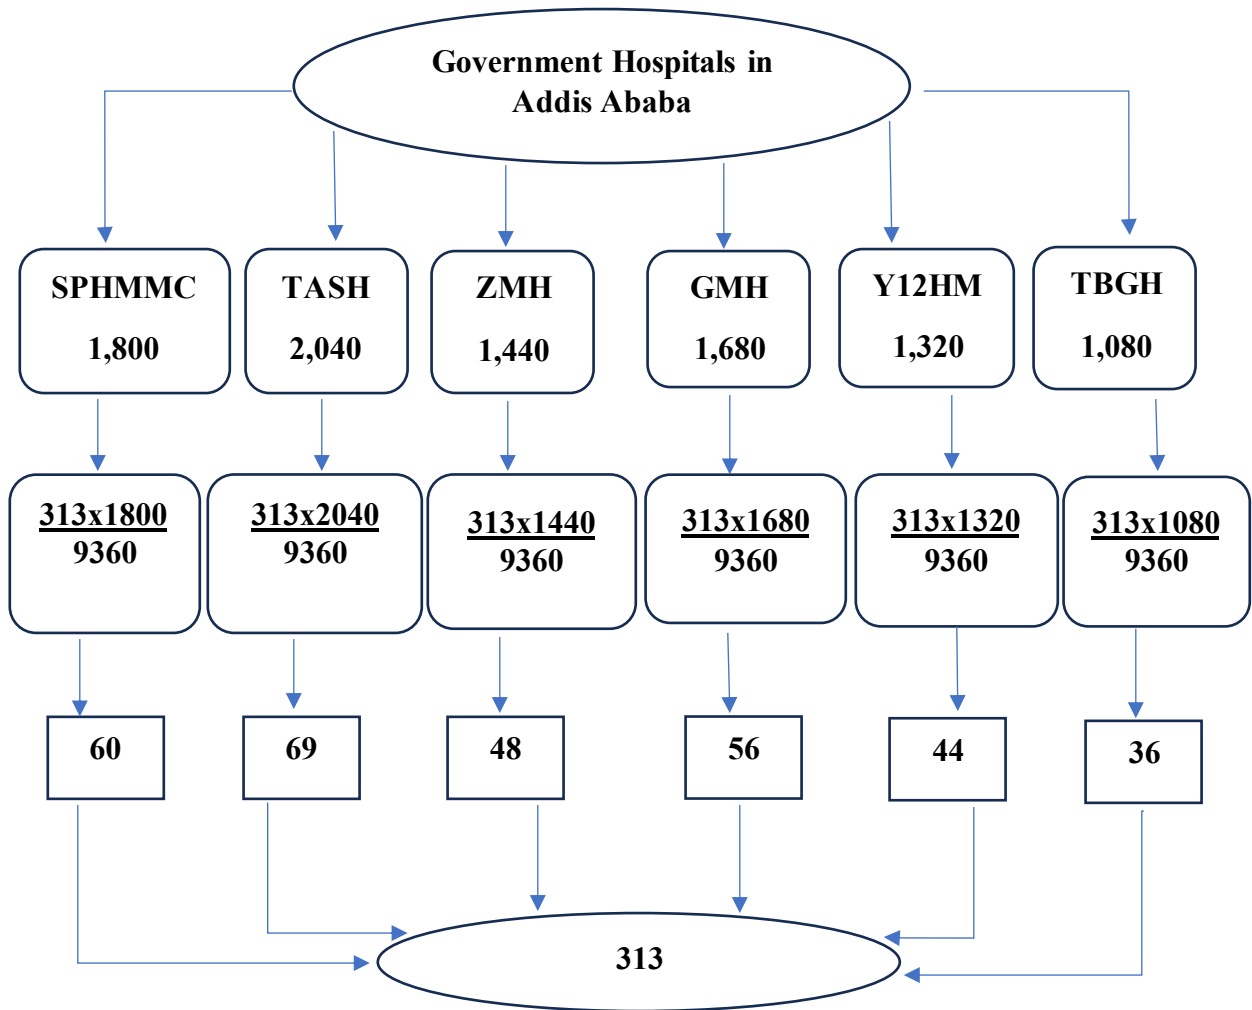 Government Hospitals in
Addis Ababa
SPHMMC
1,800
TASH
2,040
ZMH
1,440
GMH
1,680
Y12HM
1,320
TBGH
1,080
313x1800
9360
313x2040
9360
313x1440
9360
313x1680
9360
313x1320
9360
313x1080
9360
60
69
48
56
44
36
313